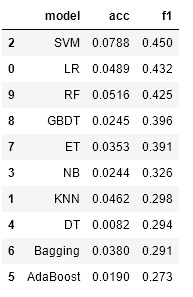 model acc f1
2 SVM 0.0788 0.450
0 LR 0.0489 0.432
9 RF 0.0516 0.425
8 GBDT 0.0245 0.396
7 ET 0.0353 0.391
3 NB 0.0244 0.326
1 KNN 0.0462 0.298
4 DT 0.0082 0.294
6 Bagging 0.0380 0.291
5 AdaBoost 0.0190 0.273